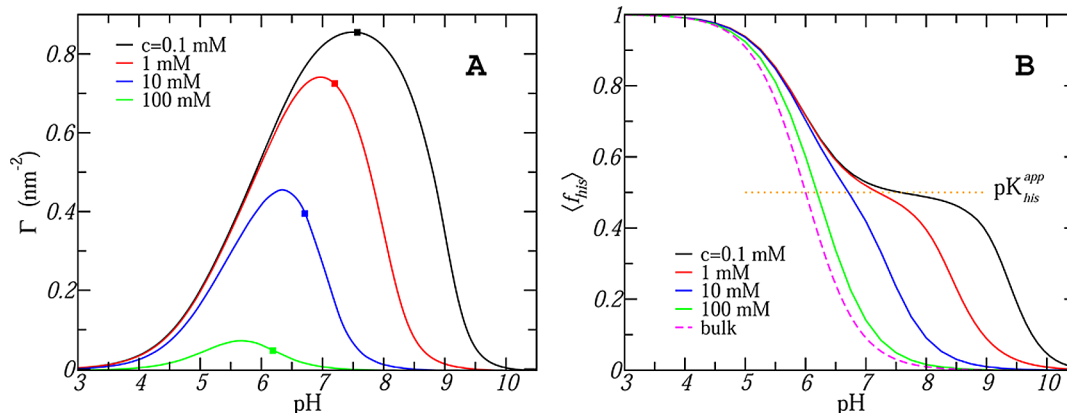 A
c=0.1 mM
1 mM
10 mM
100 mM
Γ (nm⁻²)
0.8
0.6
0.4
0.2
0
3 4 5 6 7 8 9 10
pH
B
1
0.8
0.6
0.4
0.2
0
⟨f_his⟩
pK_his^app
c=0.1 mM
1 mM
10 mM
100 mM
bulk
3 4 5 6 7 8 9 10
pH